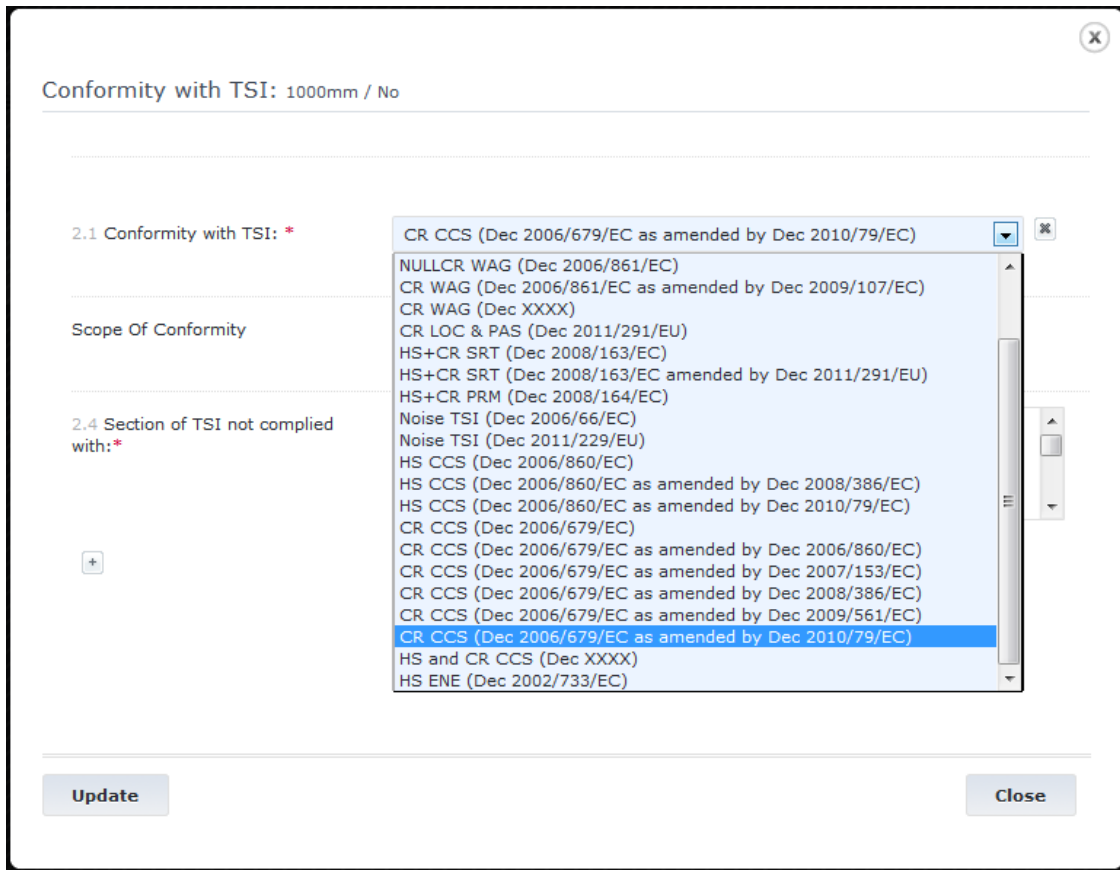 x
Conformity with TSI: 1000mm / No
2.1 Conformity with TSI: *
CR CCS (Dec 2006/679/EC as amended by Dec 2010/79/EC)
NULLCR WAG (Dec 2006/861/EC)
CR WAG (Dec 2006/861/EC as amended by Dec 2009/107/EC)
CR WAG (Dec XXXX)
CR LOC & PAS (Dec 2011/291/EU)
HS+CR SRT (Dec 2008/163/EC)
HS+CR SRT (Dec 2008/163/EC amended by Dec 2011/291/EU)
HS+CR PRM (Dec 2008/164/EC)
Noise TSI (Dec 2006/66/EC)
Noise TSI (Dec 2011/229/EU)
HS CCS (Dec 2006/860/EC)
HS CCS (Dec 2006/860/EC as amended by Dec 2008/386/EC)
HS CCS (Dec 2006/860/EC as amended by Dec 2010/79/EC)
CR CCS (Dec 2006/679/EC)
CR CCS (Dec 2006/679/EC as amended by Dec 2006/860/EC)
CR CCS (Dec 2006/679/EC as amended by Dec 2007/153/EC)
CR CCS (Dec 2006/679/EC as amended by Dec 2008/386/EC)
CR CCS (Dec 2006/679/EC as amended by Dec 2009/561/EC)
CR CCS (Dec 2006/679/EC as amended by Dec 2010/79/EC)
HS and CR CCS (Dec XXXX)
HS ENE (Dec 2002/733/EC)
Scope Of Conformity
2.4 Section of TSI not complied
with:*
+
Update
Close